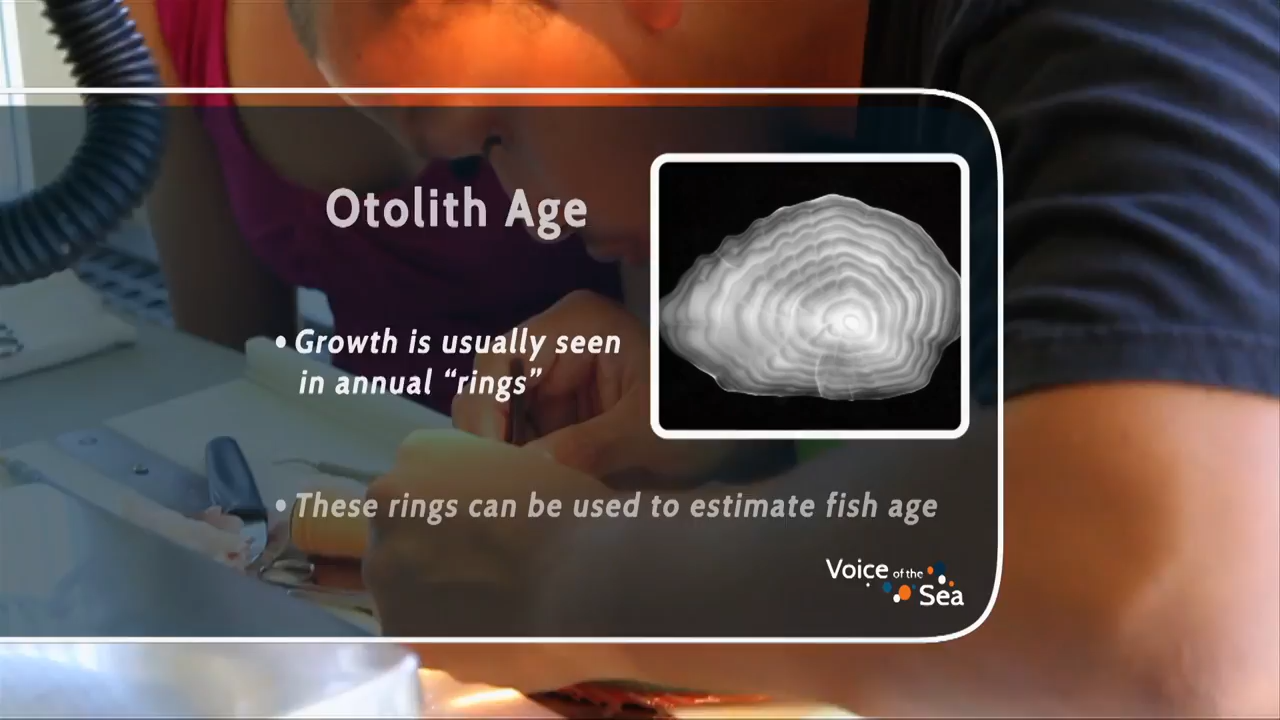 Otolith Age
• Growth is usually seen
in annual “rings”
• These rings can be used to estimate fish age
Voice of the
Sea